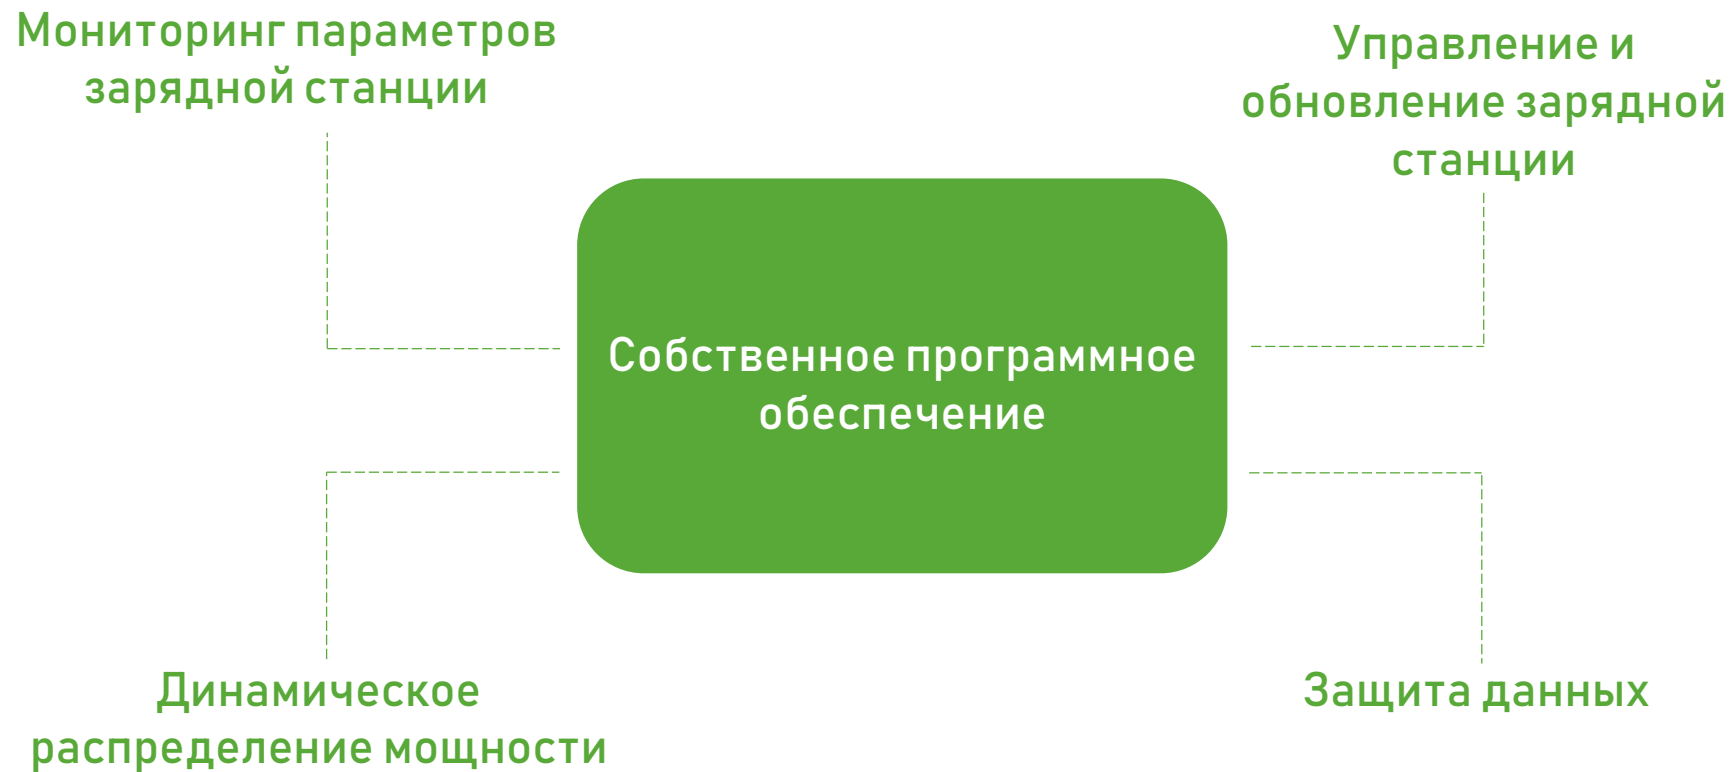 Мониторинг параметров
зарядной станции
Управление и
обновление зарядной
станции
Собственное программное
обеспечение
Динамическое
распределение мощности
Защита данных